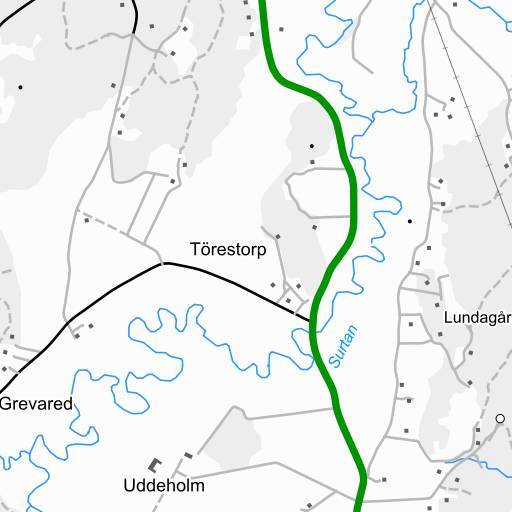 Törestorp
Lundagår
Surtan
Grevared
Uddeholm